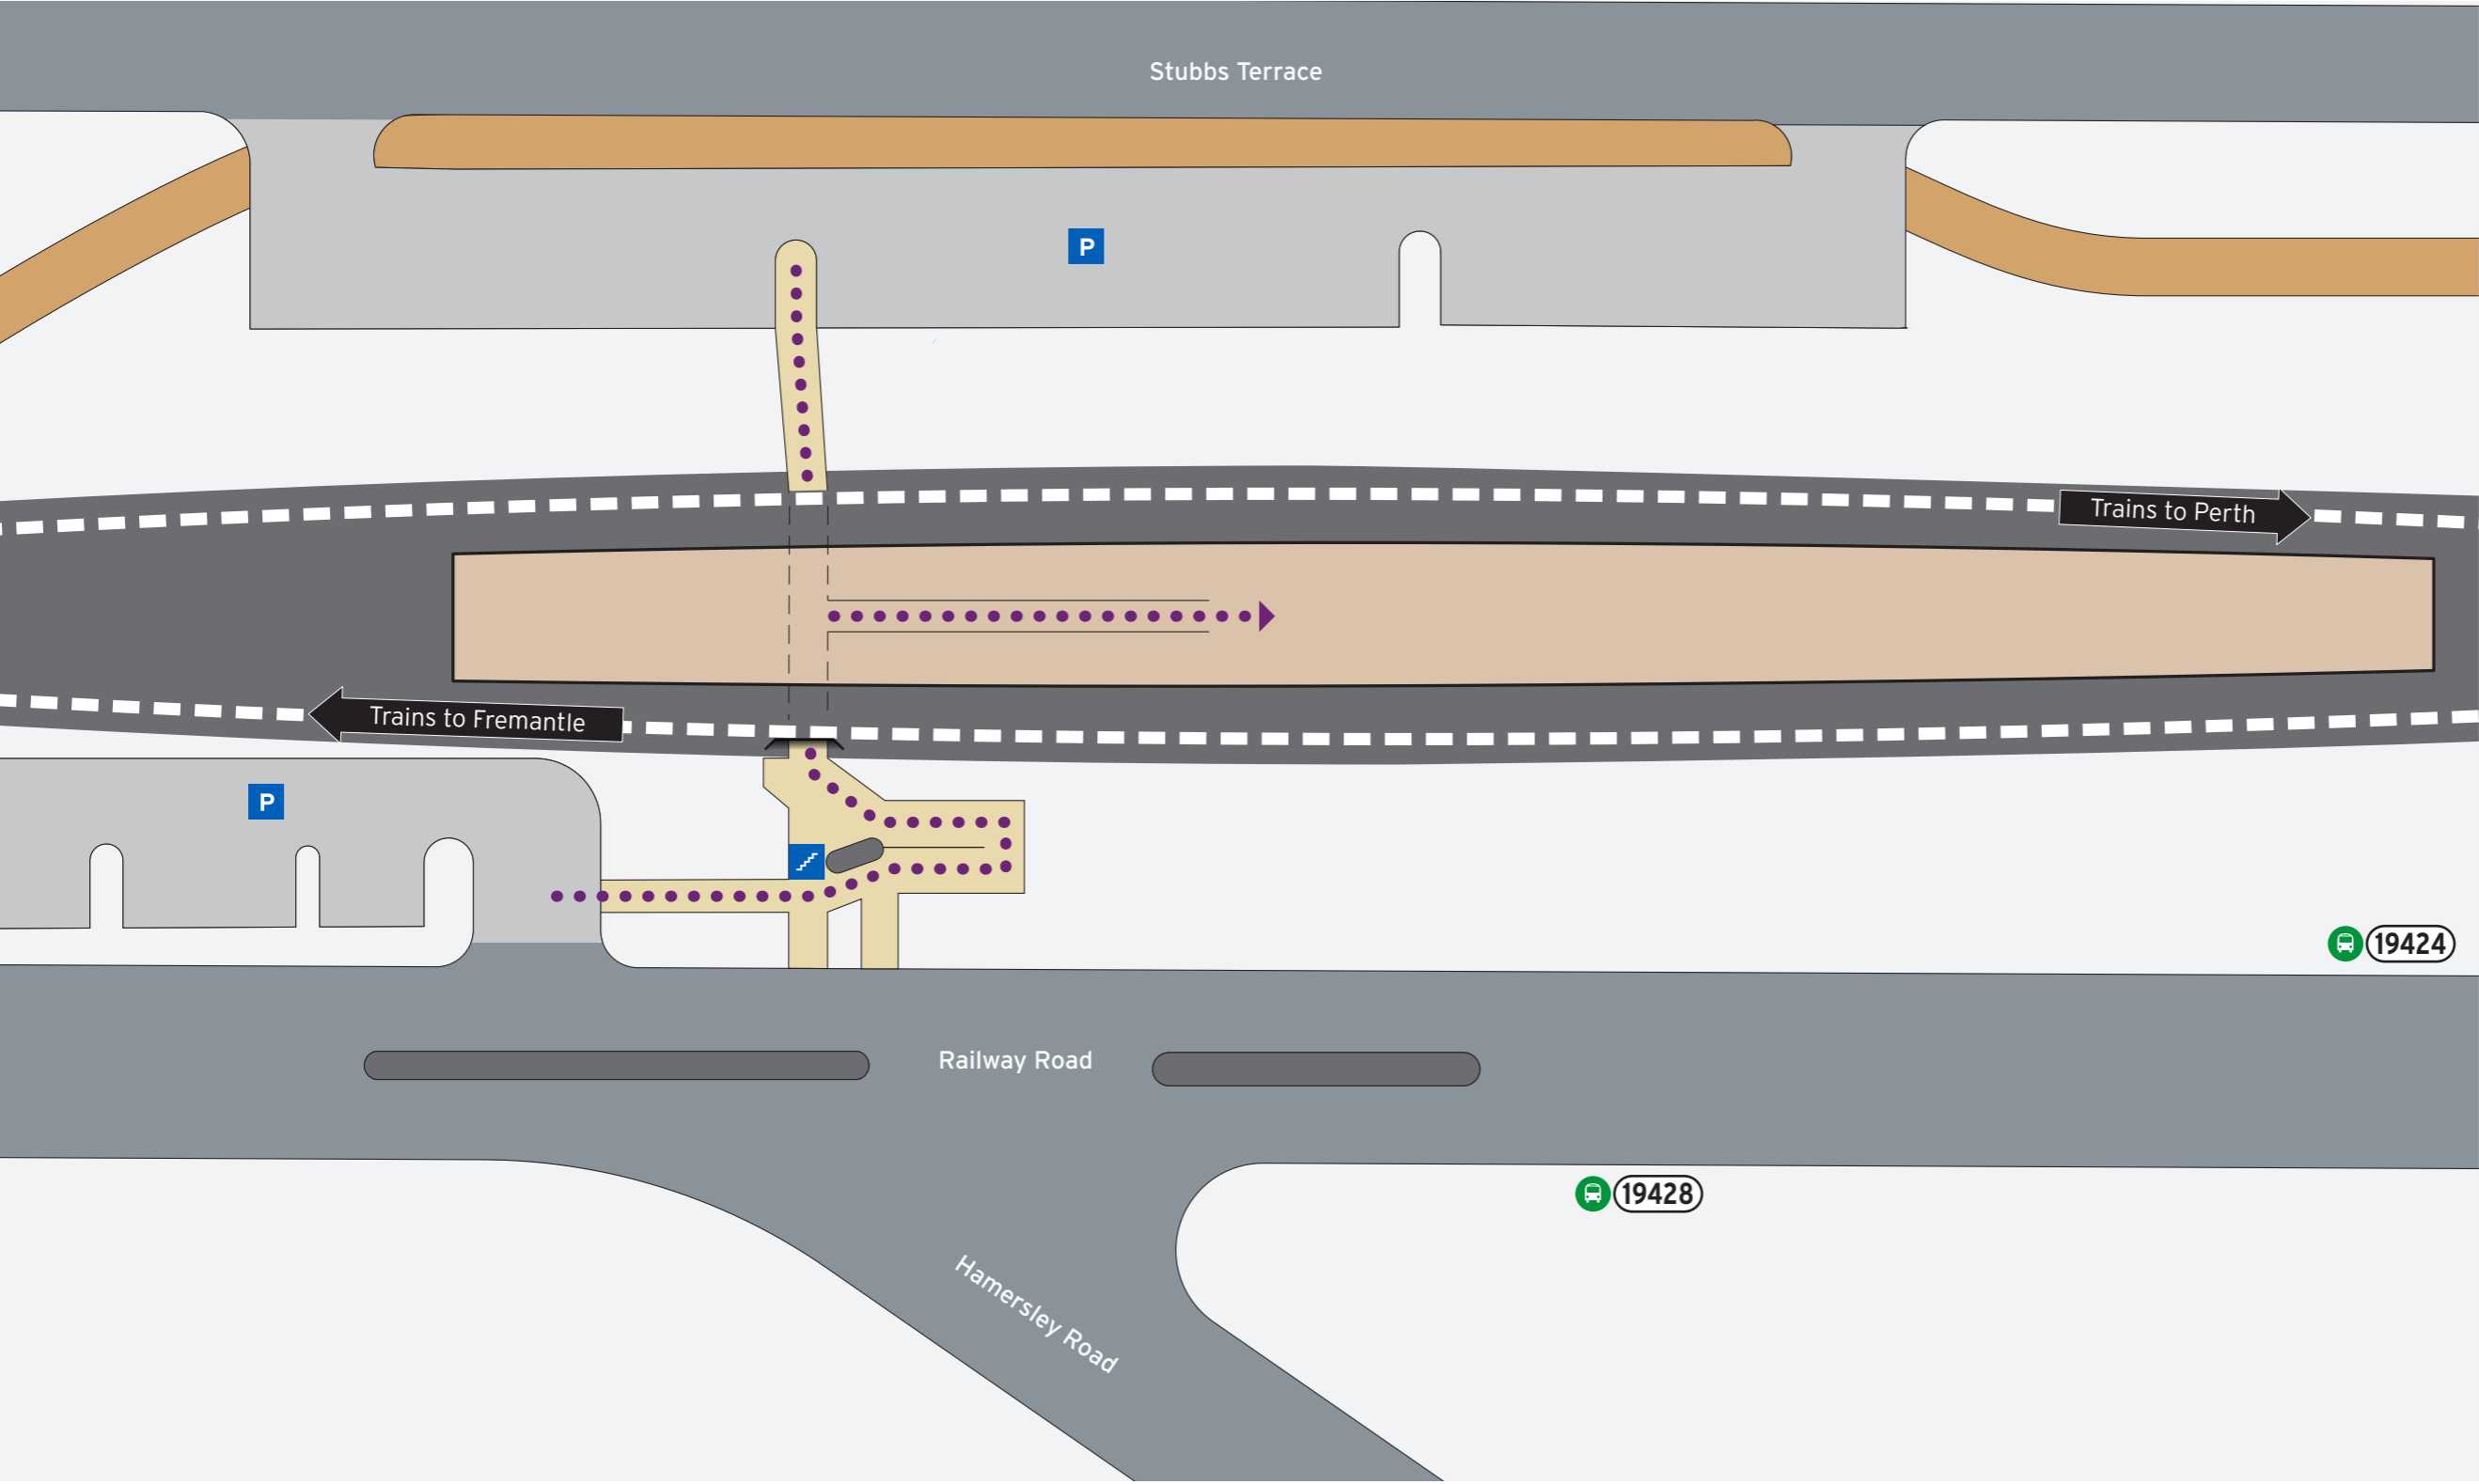 Stubbs Terrace
P
Trains to Perth
Trains to Fremantle
P
19424
Railway Road
19428
Hamersley Road